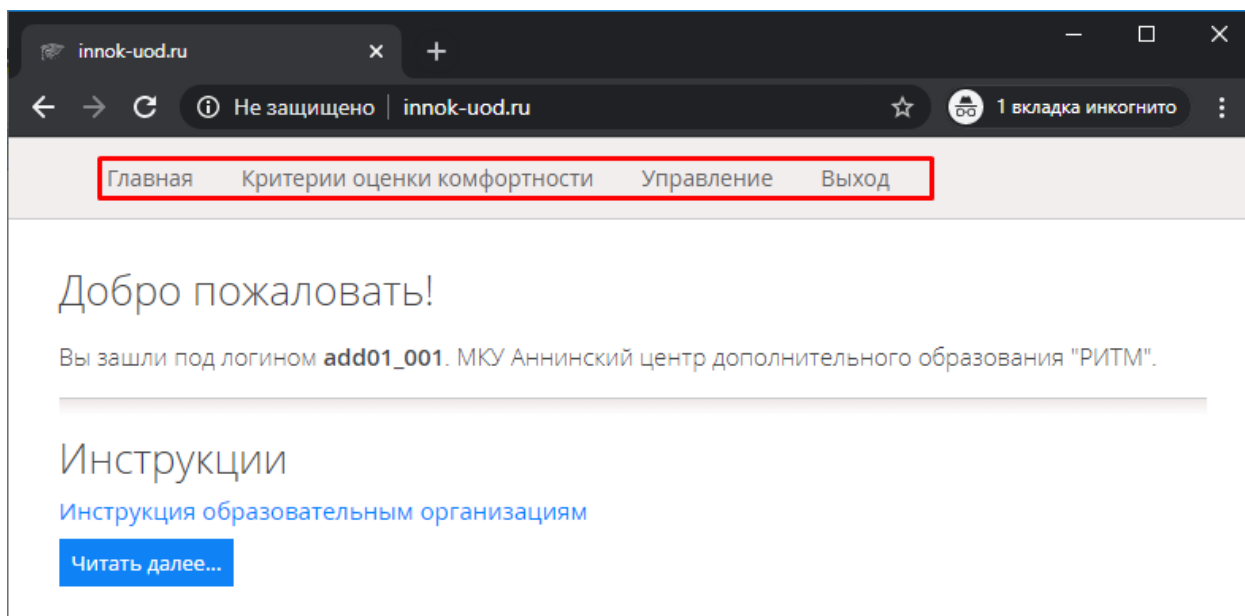 innok-uod.ru
Не защищено | innok-uod.ru 1 вкладка инкогнито
Главная Критерии оценки комфортности Управление Выход
Добро пожаловать!
Вы зашли под логином add01_001. МКУ Аннинский центр дополнительного образования "РИТМ".
Инструкции
Инструкция образовательным организациям
Читать далее...